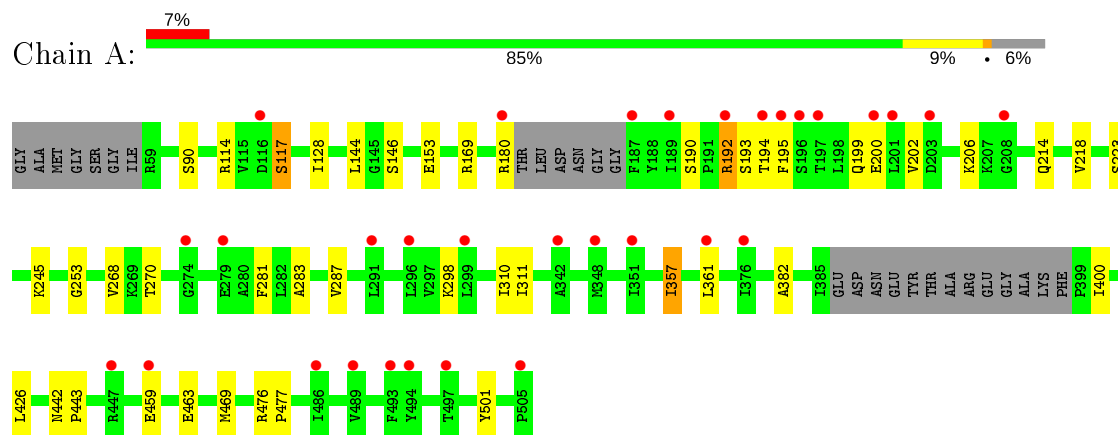 7%
Chain A:
85% 9% • 6%
GLY ALA MET GLY SER GLY ILE R59 S90 R114 V115 D116 S117 I128 L144 G145 S146 E153 R169 R180 THR LEU ASP ASN GLY GLY F187 Y188 I189 S190 P191 R192 S193 T194 F195 S196 T197 L198 Q199 E200 L201 V202 D203 K206 K207 G208 Q214 V218 S223
K245 G253 V268 K269 T270 G274 E279 A280 F281 L282 A283 V287 L291 L296 V297 K298 L299 I310 I311 A342 M348 I351 I357 L361 I376 A382 I385 GLU ASP ASN GLU TYR THR ALA ARG GLU GLY ALA LYS PHE P399 I400
L426 N442 P443 R447 E459 E463 M469 R476 P477 I486 V489 F493 Y494 T497 Y501 P505